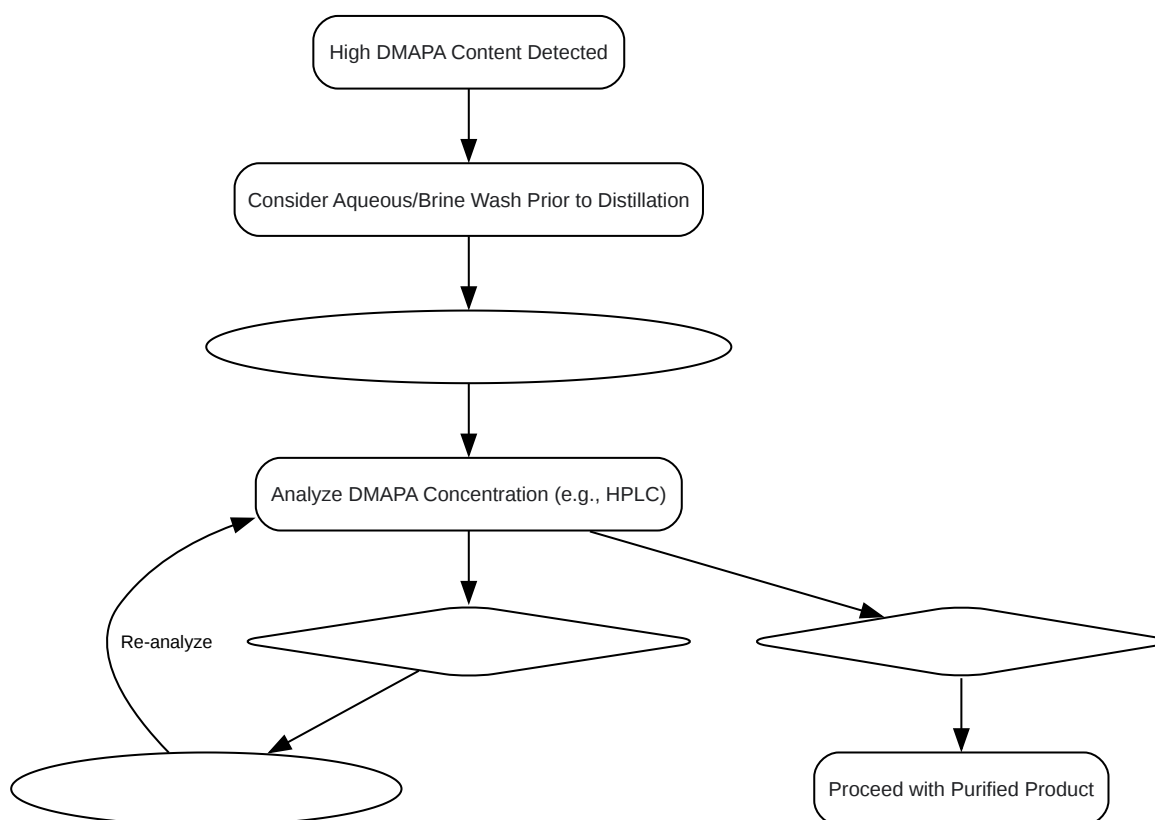 High DMAPA Content Detected
Consider Aqueous/Brine Wash Prior to Distillation
Analyze DMAPA Concentration (e.g., HPLC)
Re-analyze
Proceed with Purified Product